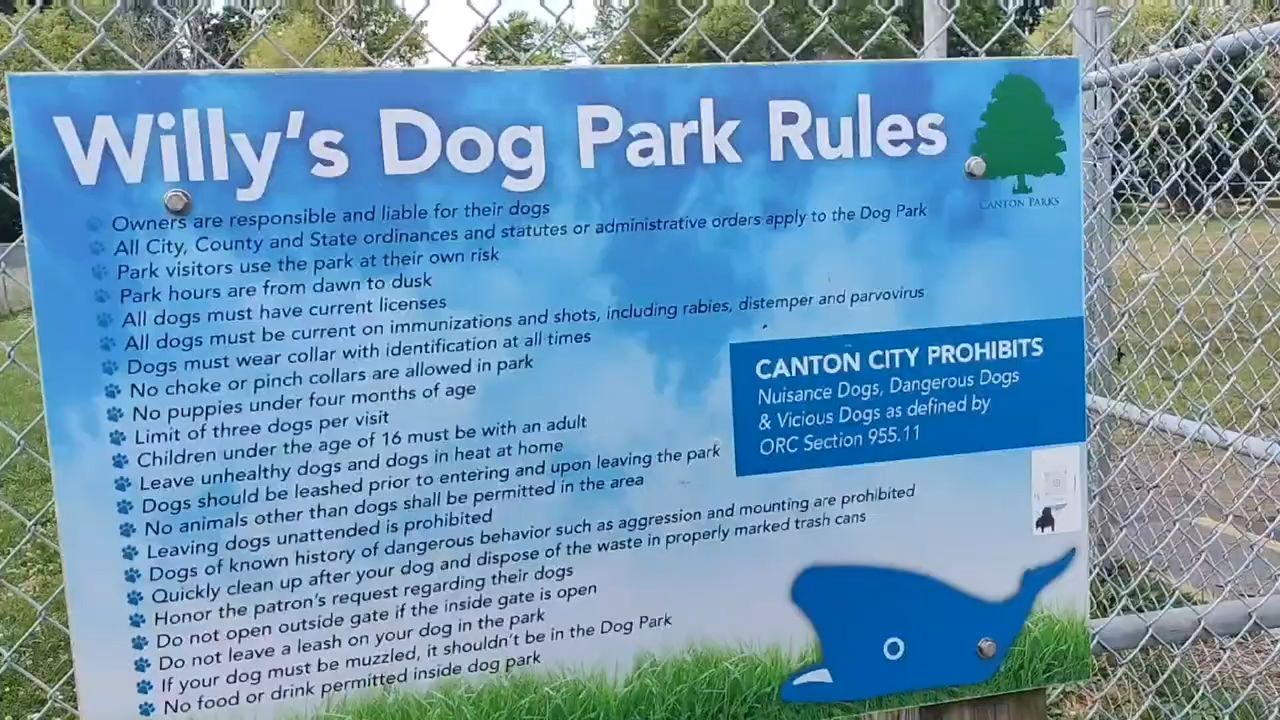 Willy's Dog Park Rules
CANTON PARKS
Owners are responsible and liable for their dogs
All City, County and State ordinances and statutes or administrative orders apply to the Dog Park
Park visitors use the park at their own risk
Park hours are from dawn to dusk
All dogs must have current licenses
All dogs must be current on immunizations and shots, including rabies, distemper and parvovirus
Dogs must wear collar with identification at all times
No choke or pinch collars are allowed in park
No puppies under four months of age
Limit of three dogs per visit
Children under the age of 16 must be with an adult
Leave unhealthy dogs and dogs in heat at home
Dogs should be leashed prior to entering and upon leaving the park
No animals other than dogs shall be permitted in the area
Leaving dogs unattended is prohibited
Dogs of known history of dangerous behavior such as aggression and mounting are prohibited
Quickly clean up after your dog and dispose of the waste in properly marked trash cans
Honor the patron's request regarding their dogs
Do not open outside gate if the inside gate is open
Do not leave a leash on your dog in the park
If your dog must be muzzled, it shouldn't be in the Dog Park
No food or drink permitted inside dog park
CANTON CITY PROHIBITS
Nuisance Dogs, Dangerous Dogs
& Vicious Dogs as defined by
ORC Section 955.11